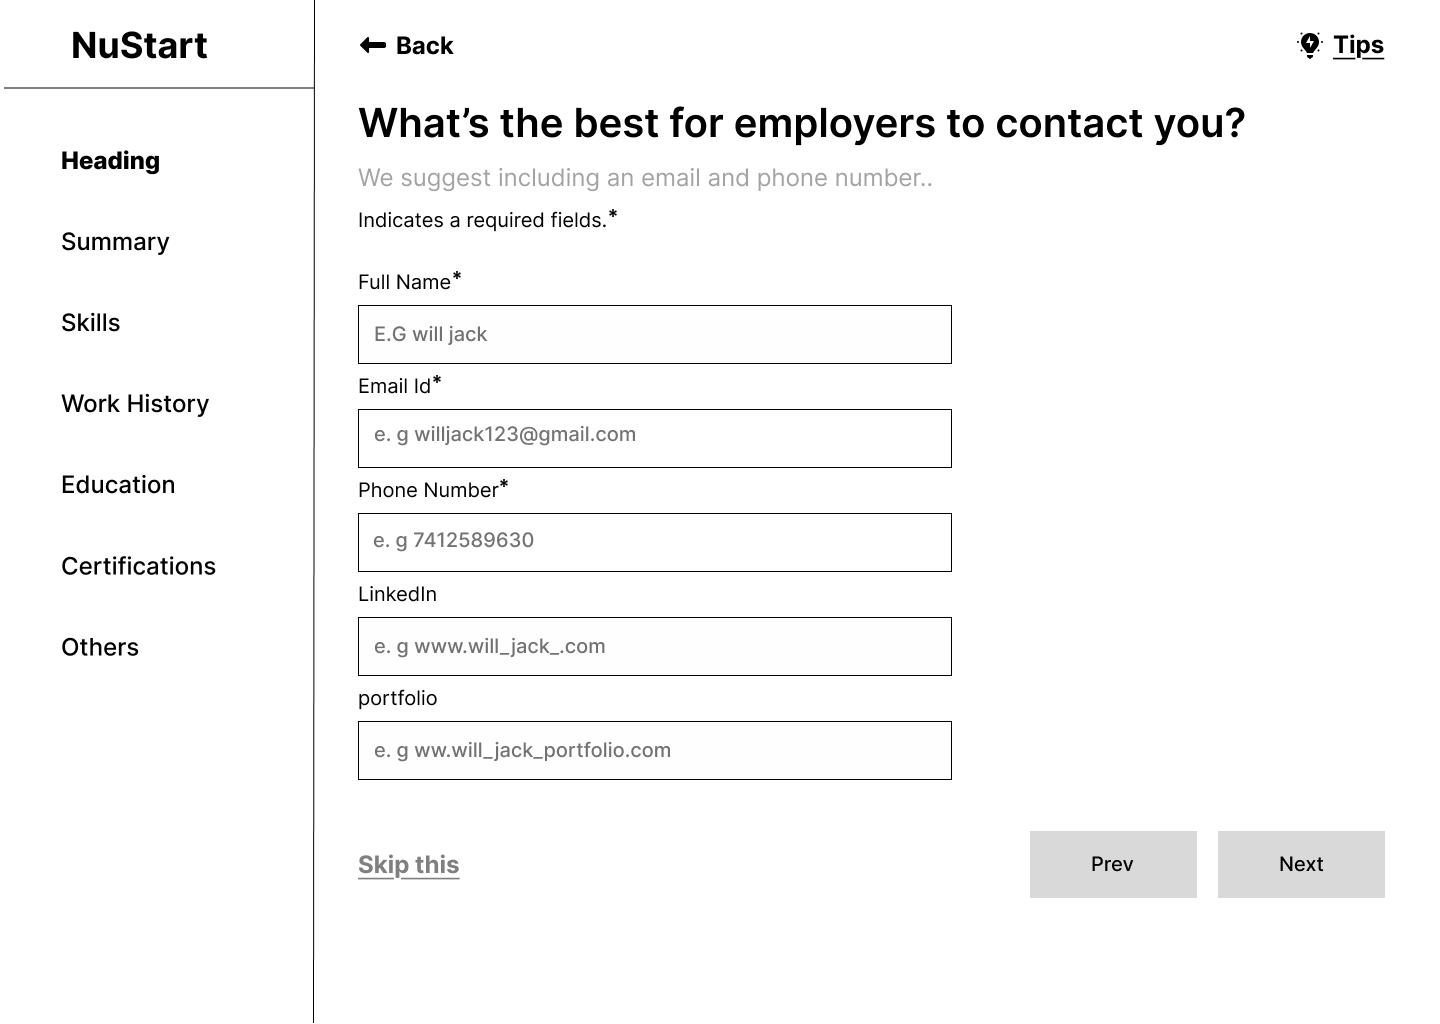 NuStart
Heading
Summary
Skills
Work History
Education
Certifications
Others
Back
Tips
What’s the best for employers to contact you?
We suggest including an email and phone number..
Indicates a required fields.*
Full Name*
E.G will jack
Email Id*
e. g willjack123@gmail.com
Phone Number*
e. g 7412589630
LinkedIn
e. g www.will_jack_.com
portfolio
e. g ww.will_jack_portfolio.com
Skip this
Prev
Next